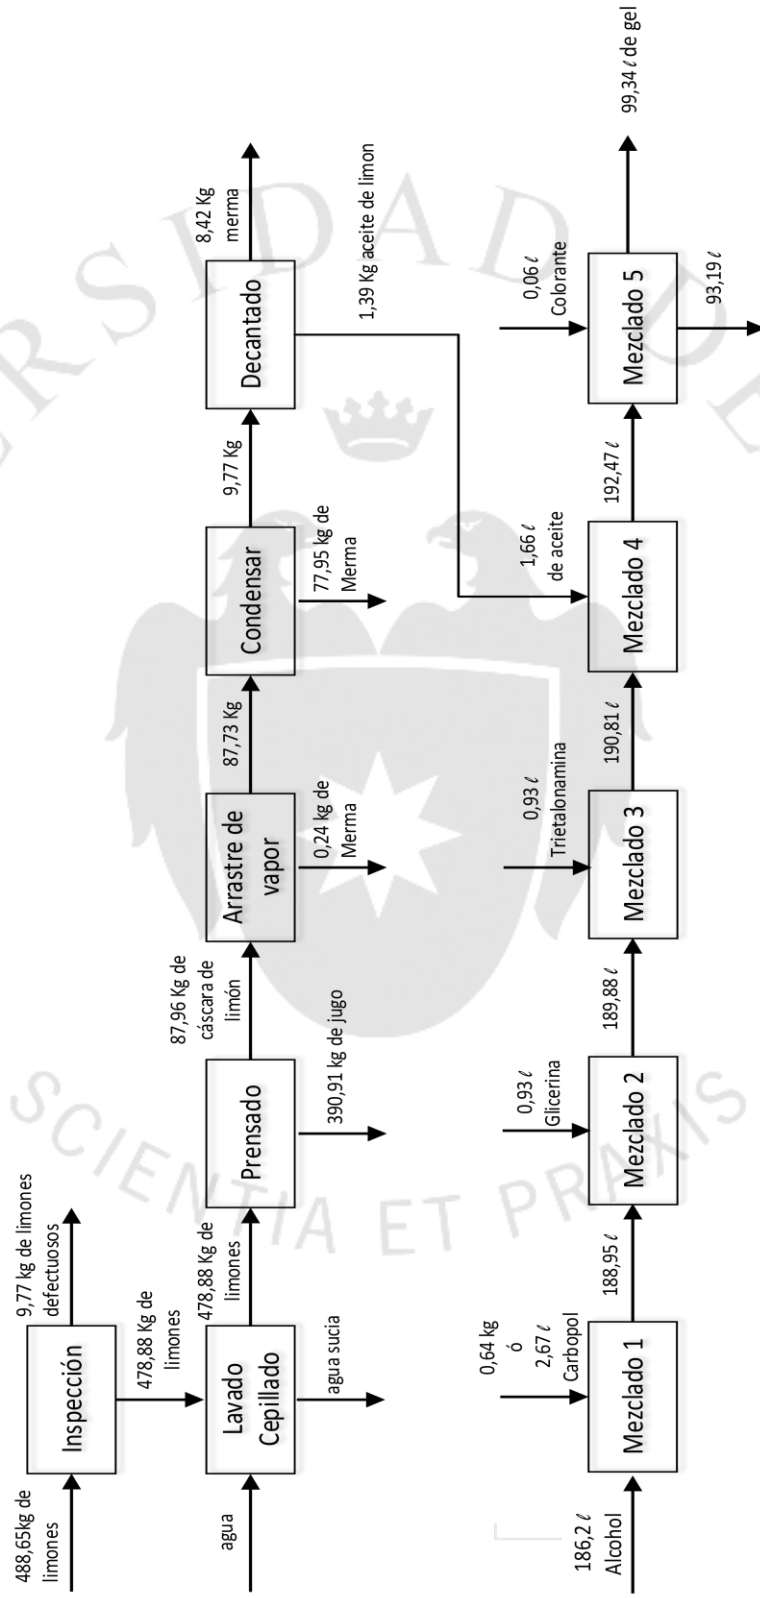 488,65kg de
limones
Inspección
9,77 kg de limones
defectuosos
478,88 Kg de
limones
agua
Lavado
Cepillado
agua sucia
478,88 Kg de
limones
Prensado
390,91 kg de jugo
87,96 Kg de
cáscara de
limón
Arrastre de
vapor
0,24 kg de
Merma
87,73 Kg
Condensar
77,95 kg de
Merma
9,77 Kg
Decantado
8,42 Kg
merma
1,39 Kg aceite de limon
186,2 ℓ
Alcohol
0,64 kg
ó
2,67 ℓ
Carbopol
Mezclado 1
188,95 ℓ
0,93 ℓ
Glicerina
Mezclado 2
189,88 ℓ
0,93 ℓ
Trietalonamina
Mezclado 3
190,81 ℓ
1,66 ℓ
de aceite
Mezclado 4
192,47 ℓ
0,06 ℓ
Colorante
Mezclado 5
93,19 ℓ
99,34 ℓ de gel
ERSIDAD DE
SCIENTIA ET PRAXIS